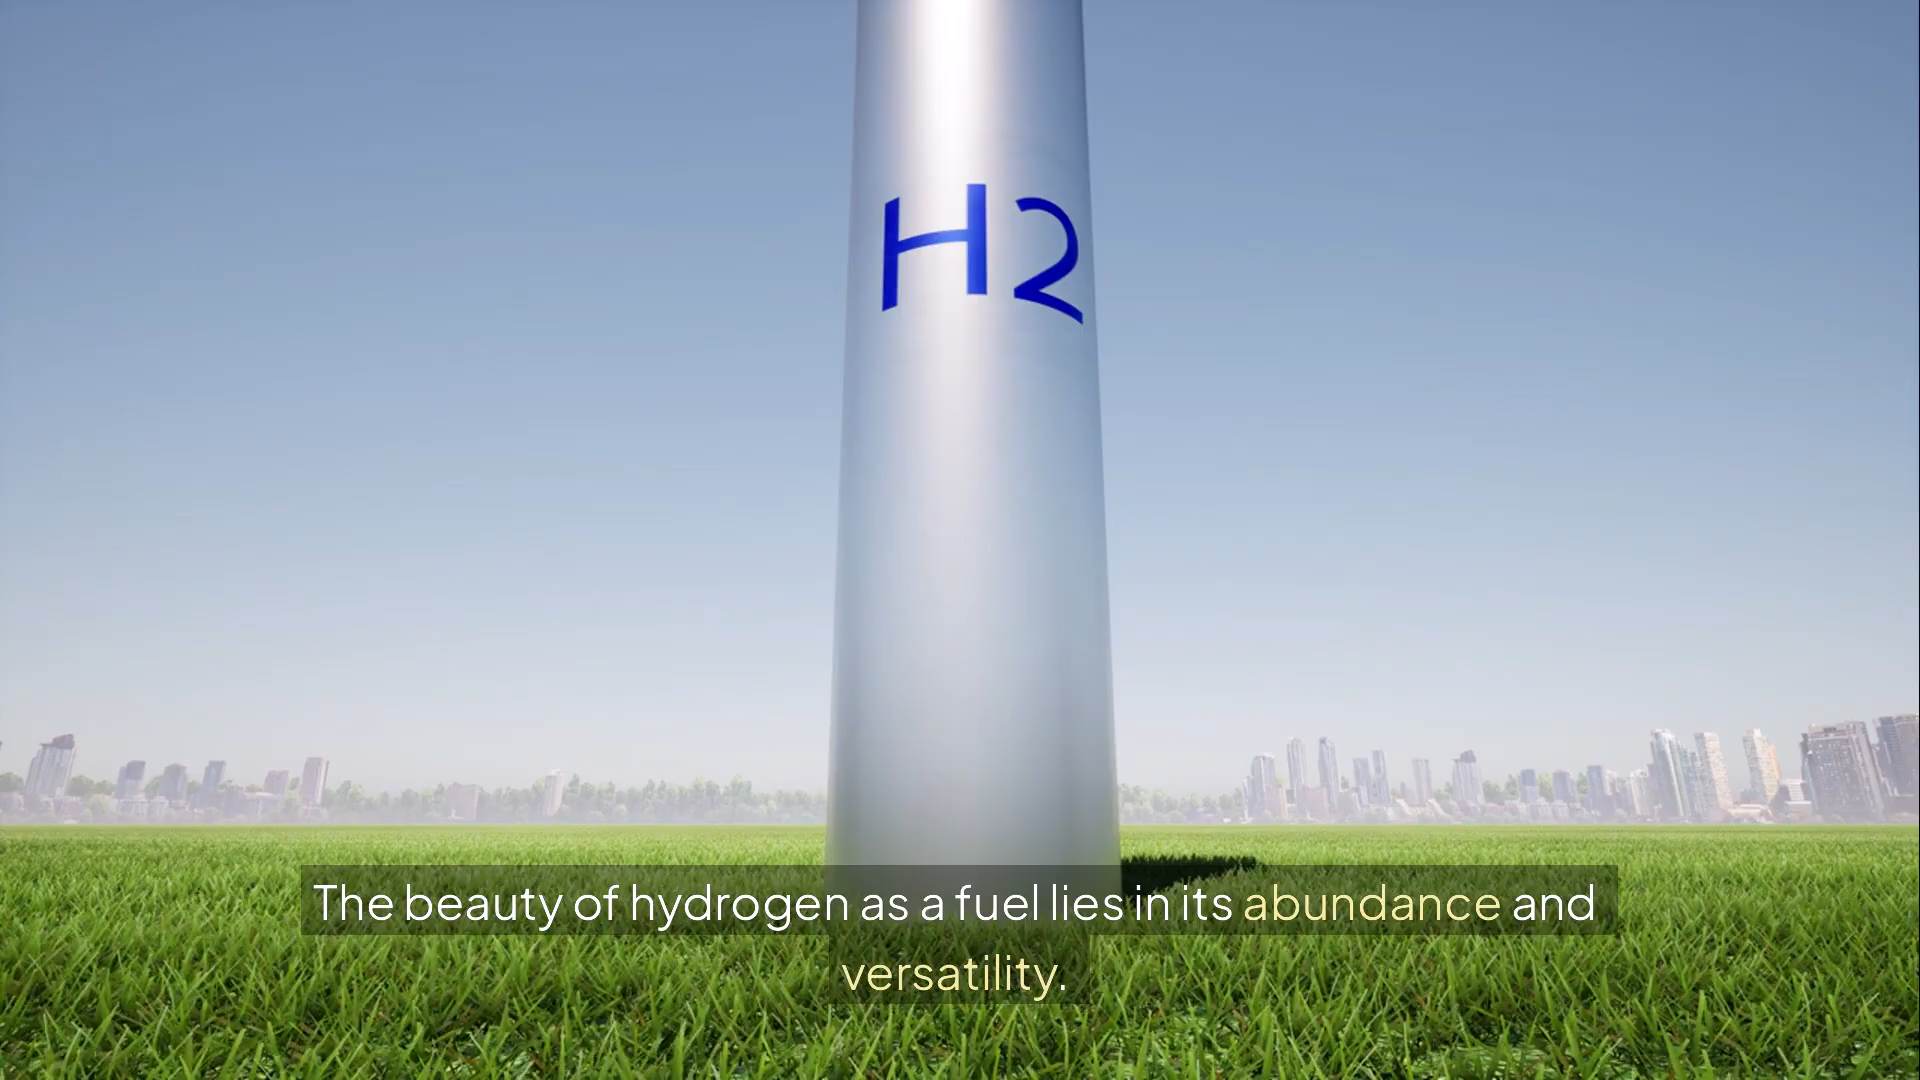 H2
The beauty of hydrogen as a fuel lies in its abundance and
versatility.